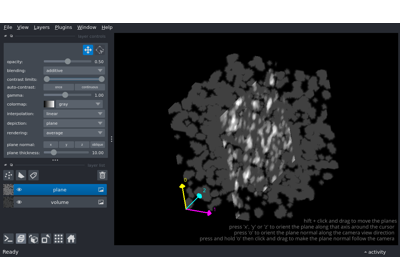 File View Layers Plugins Window Help
layer controls
opacity: 0.50
blending: additive
contrast limits:
auto-contrast: once continuous
gamma: 1.00
colormap: gray
interpolation: linear
depiction: plane
rendering: average
plane normal: x y z oblique
plane thickness: 10.00
layer list
plane
volume
shift + click and drag to move the plane
press 'x', 'y' or 'z' to orient the plane along that axis around the cursor
press 'o' to orient the plane normal along the camera view direction
press and hold 'o' then click and drag to make the plane normal follow the camera
Ready
activity